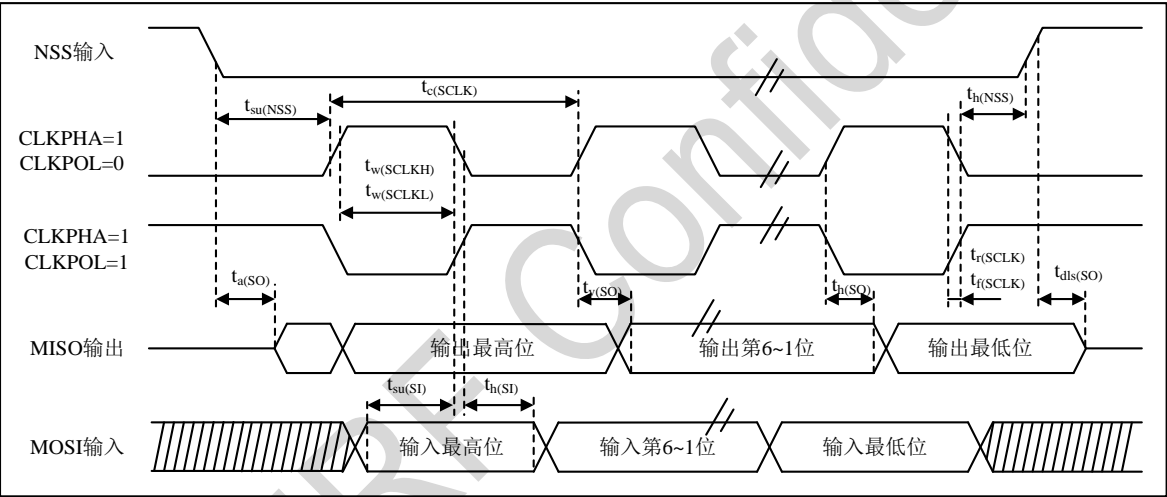 NSS输入
tsu(NSS)
tc(SCLK)
th(NSS)
CLKPHA=1
CLKPOL=0
tw(SCLKH)
tw(SCLKL)
CLKPHA=1
CLKPOL=1
ta(SO)
tv(SO)
th(SO)
tr(SCLK)
tf(SCLK)
tdls(SO)
MISO输出
输出最高位
输出第6~1位
输出最低位
tsu(SI)
th(SI)
MOSI输入
输入最高位
输入第6~1位
输入最低位